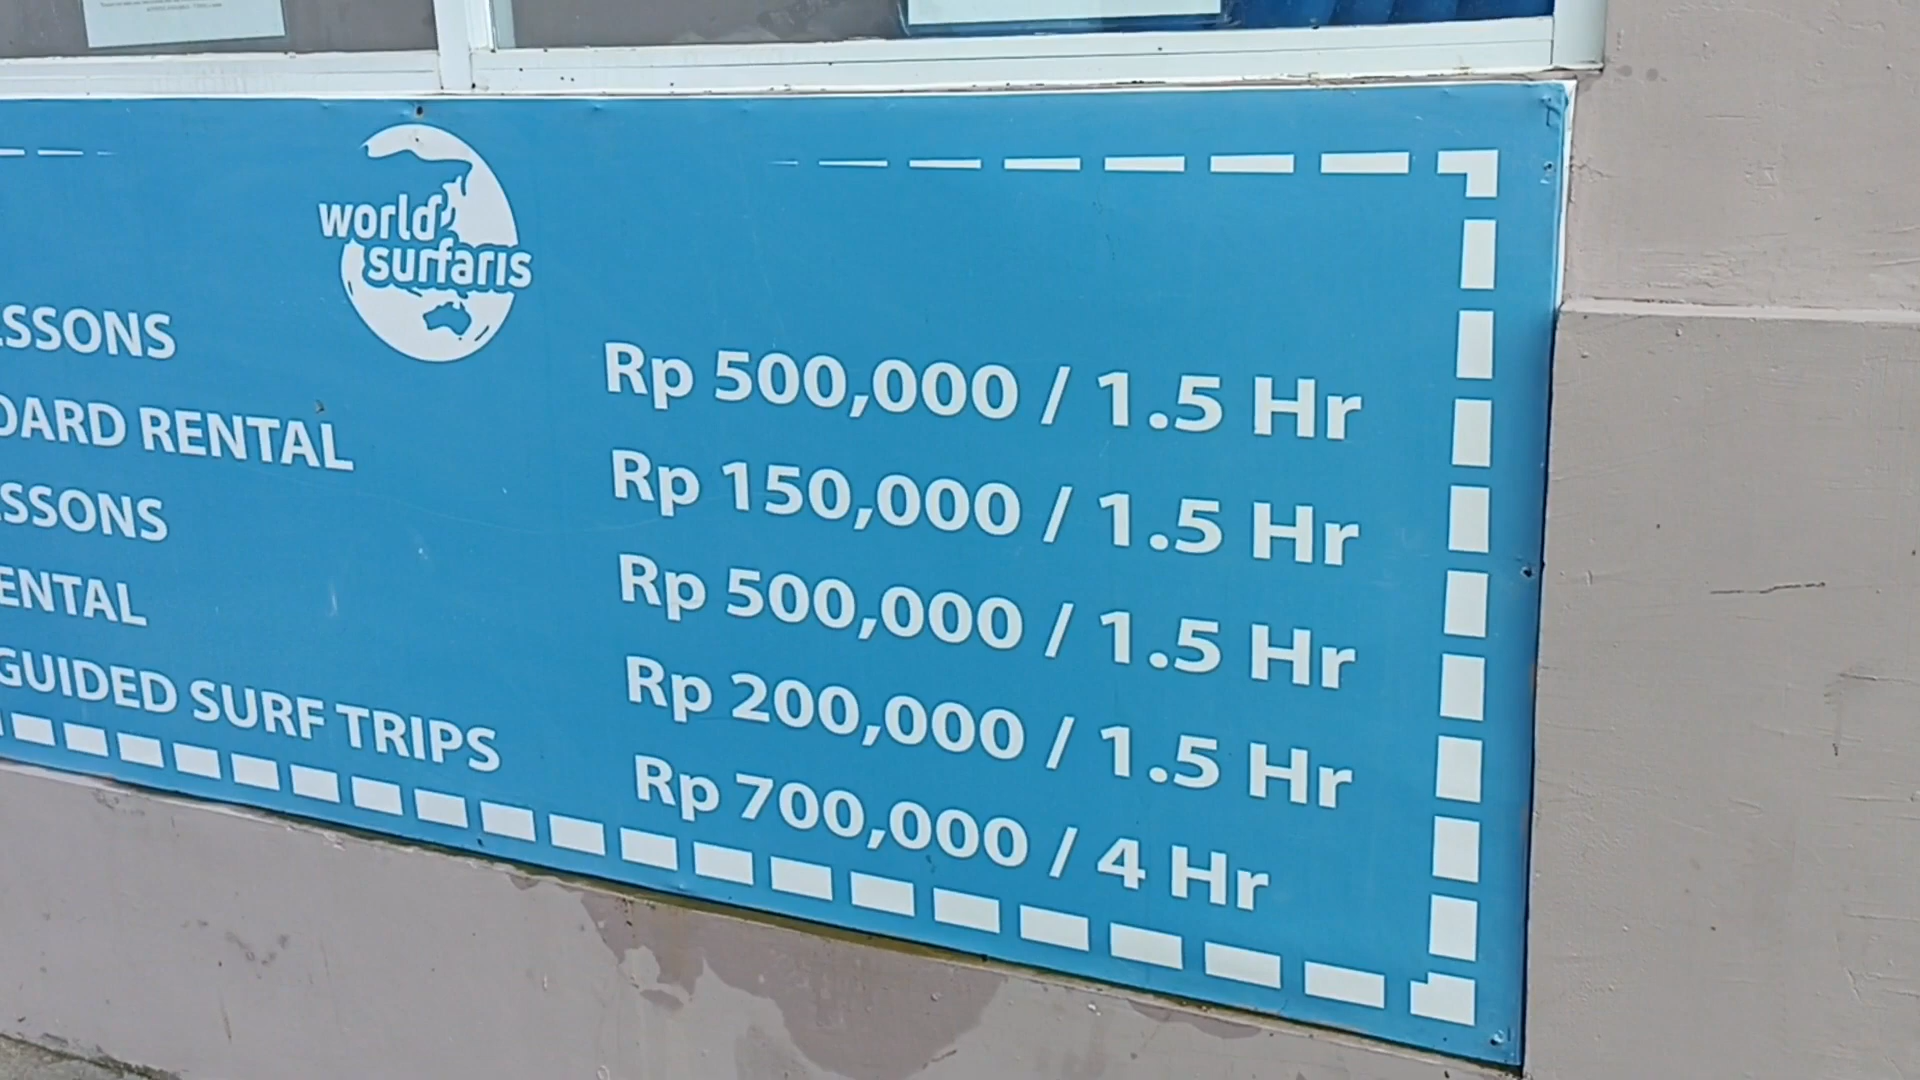 world
surfaris
SSONS
Rp 500,000 / 1.5 Hr
OARD RENTAL
Rp 150,000 / 1.5 Hr
SSONS
Rp 500,000 / 1.5 Hr
ENTAL
Rp 200,000 / 1.5 Hr
GUIDED SURF TRIPS
Rp 700,000 / 4 Hr